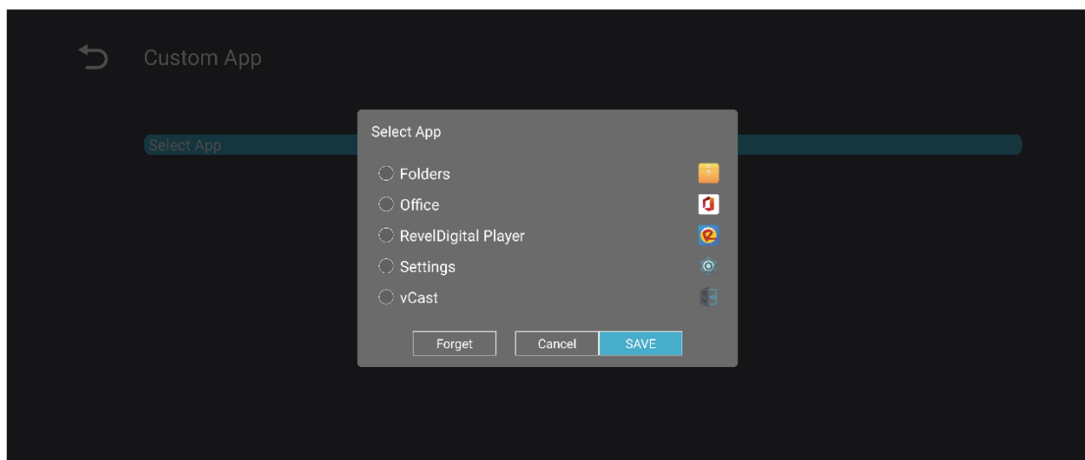 Custom App
Select App
Select App
Folders
Office
RevelDigital Player
Settings
vCast
Forget
Cancel
SAVE